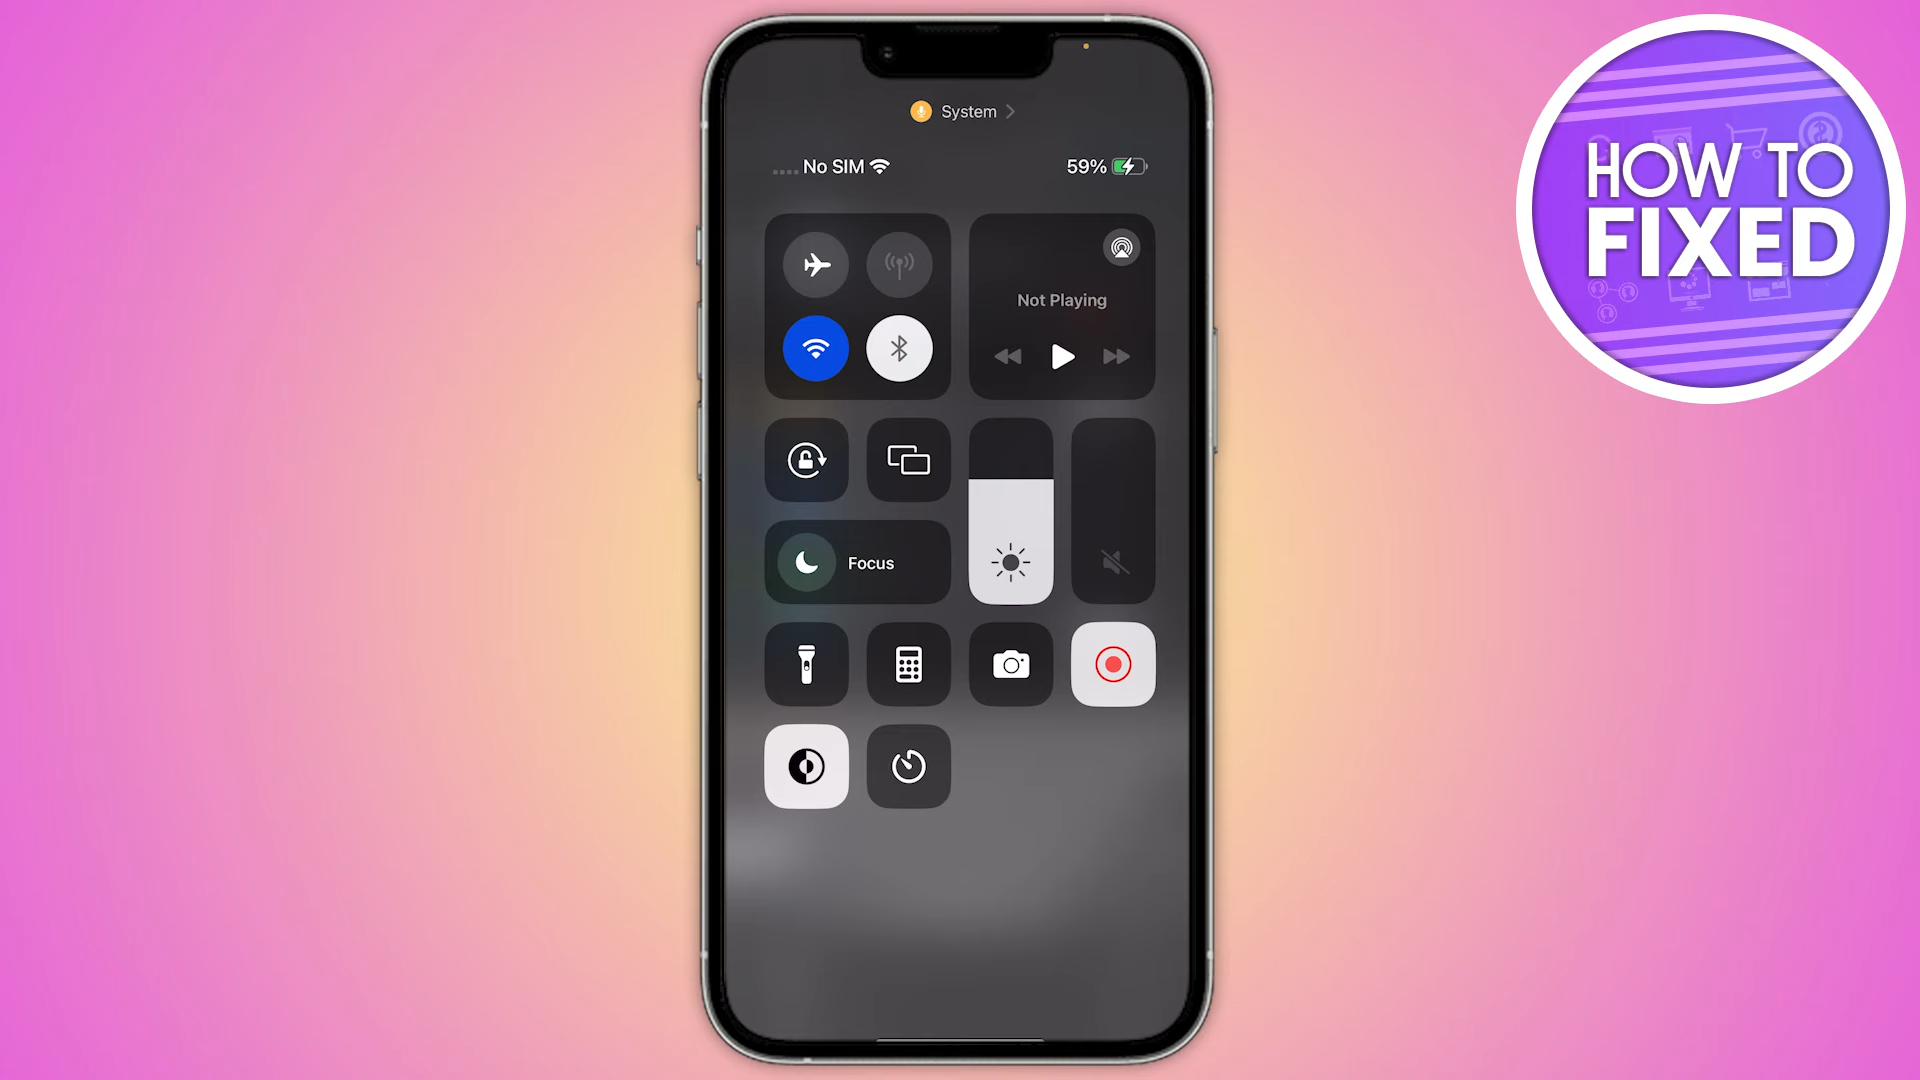 System
No SIM
59%
HOW TO
FIXED
Not Playing
Focus